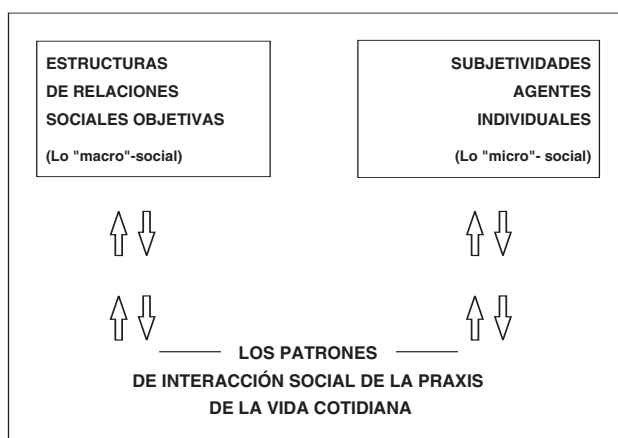 ESTRUCTURAS
DE RELACIONES
SOCIALES OBJETIVAS
(Lo "macro"-social)
SUBJETIVIDADES
AGENTES
INDIVIDUALES
(Lo "micro"- social)
LOS PATRONES
DE INTERACCIÓN SOCIAL DE LA PRAXIS
DE LA VIDA COTIDIANA